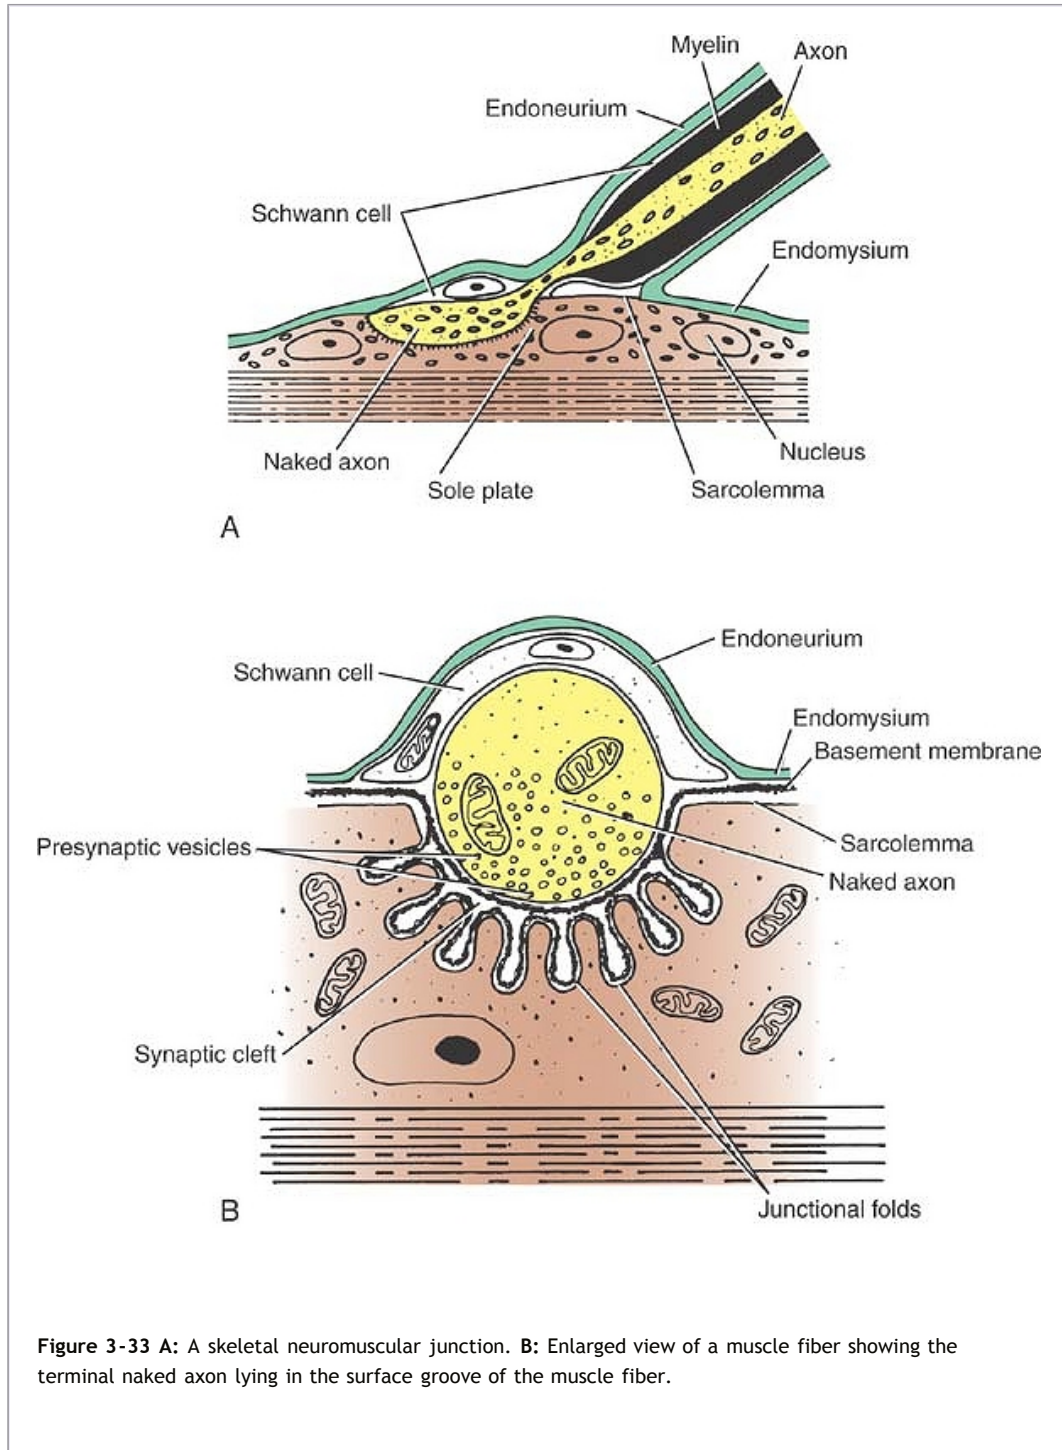 Myelin
Axon
Endoneurium
Schwann cell
Endomysium
Naked axon
Sole plate
Nucleus
Sarcolemma
A
Endoneurium
Schwann cell
Endomysium
Basement membrane
Presynaptic vesicles
Sarcolemma
Naked axon
Synaptic cleft
B
Junctional folds
Figure 3-33 A: A skeletal neuromuscular junction. B: Enlarged view of a muscle fiber showing the
terminal naked axon lying in the surface groove of the muscle fiber.